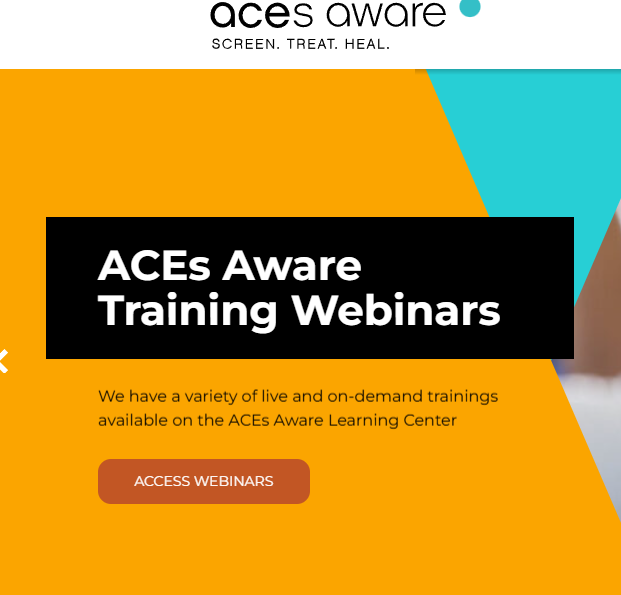 aces aware
SCREEN. TREAT. HEAL.
ACEs Aware
Training Webinars
We have a variety of live and on-demand trainings
available on the ACEs Aware Learning Center
ACCESS WEBINARS